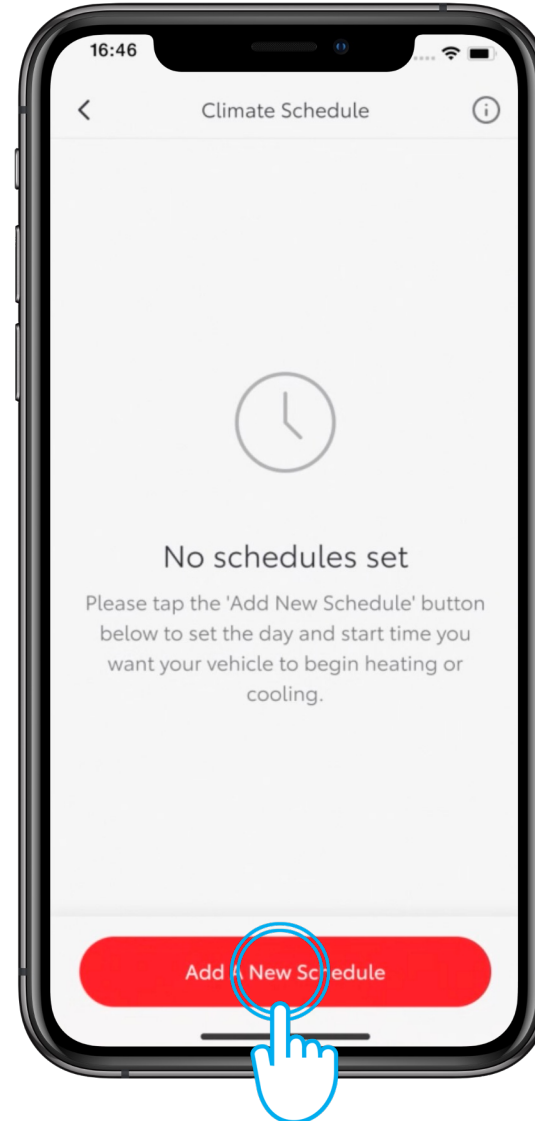 16:46
Climate Schedule
No schedules set
Please tap the 'Add New Schedule' button
below to set the day and start time you
want your vehicle to begin heating or
cooling.
Add A New Schedule